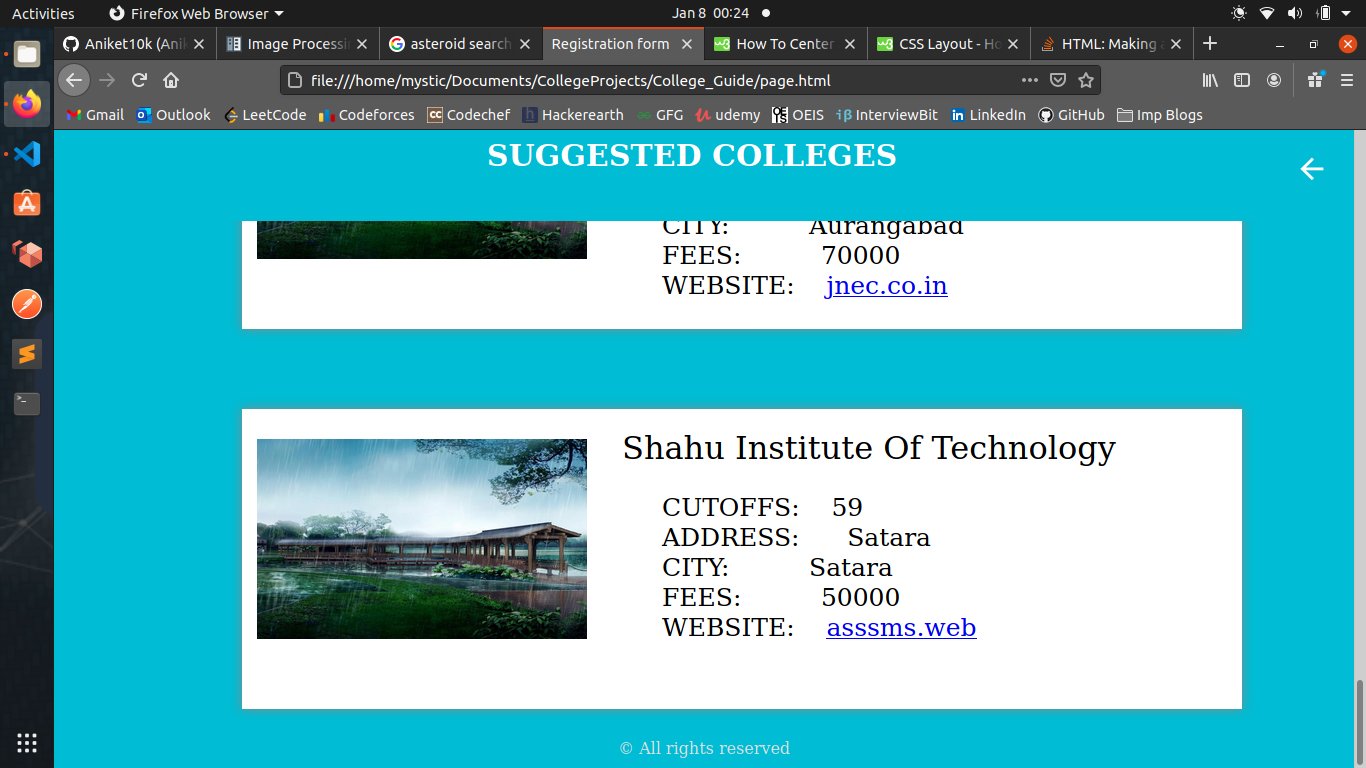 Activities Firefox Web Browser Jan 8 00:24
Aniket10k (Ani Image Processi asteroid search Registration form How To Center CSS Layout - Ho HTML: Making a
file:///home/mystic/Documents/CollegeProjects/College_Guide/page.html
Gmail Outlook LeetCode Codeforces Codechef Hackerearth GFG udemy OEIS InterviewBit LinkedIn GitHub Imp Blogs
SUGGESTED COLLEGES
CITY: Aurangabad
FEES: 70000
WEBSITE: jnec.co.in
Shahu Institute Of Technology
CUTOFFS: 59
ADDRESS: Satara
CITY: Satara
FEES: 50000
WEBSITE: asssms.web
© All rights reserved